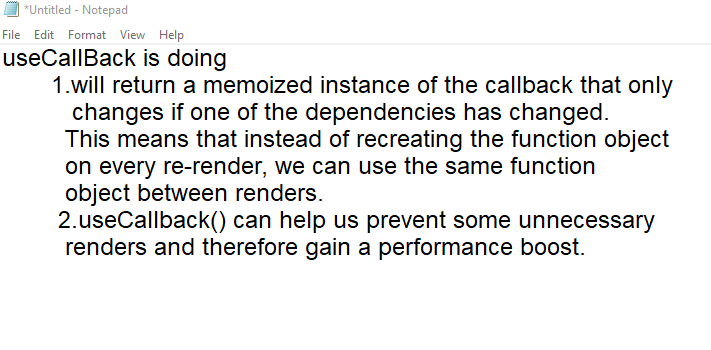 *Untitled - Notepad
File Edit Format View Help
useCallBack is doing
1.will return a memoized instance of the callback that only
changes if one of the dependencies has changed.
This means that instead of recreating the function object
on every re-render, we can use the same function
object between renders.
2.useCallback() can help us prevent some unnecessary
renders and therefore gain a performance boost.